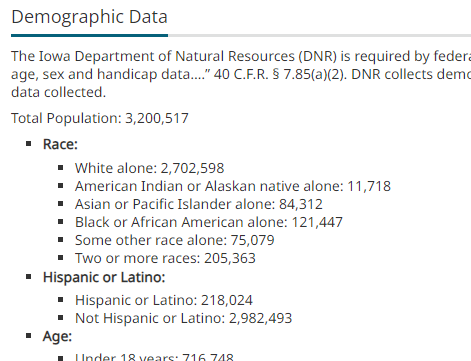 Demographic Data
The Iowa Department of Natural Resources (DNR) is required by
age, sex and handicap data....” 40 C.F.R. § 7.85(a)(2). DNR collects
data collected.
Total Population: 3,200,517
Race:
White alone: 2,702,598
American Indian or Alaskan native alone: 11,718
Asian or Pacific Islander alone: 84,312
Black or African American alone: 121,447
Some other race alone: 75,079
Two or more races: 205,363
Hispanic or Latino:
Hispanic or Latino: 218,024
Not Hispanic or Latino: 2,982,493
Age:
Under 18 years: 716,748